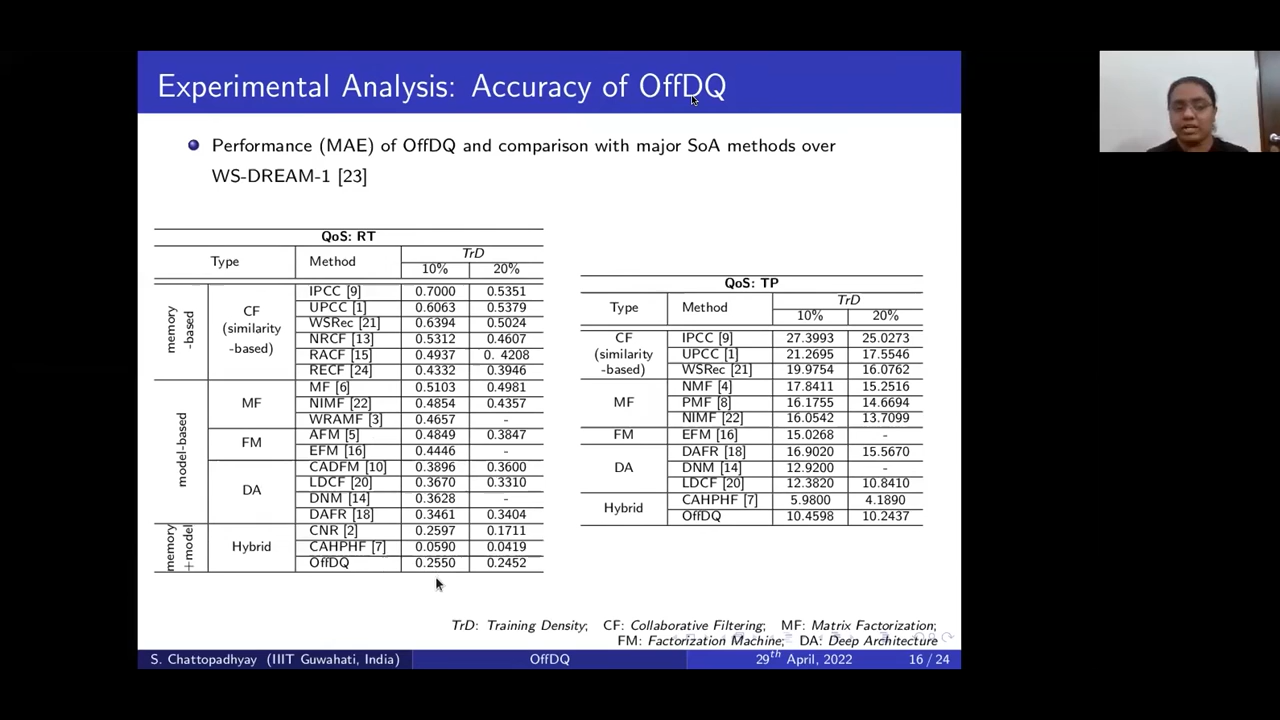 Experimental Analysis: Accuracy of OffDQ
Performance (MAE) of OffDQ and comparison with major SoA methods over
WS-DREAM-1 [23]
QoS: RT
Type Method TrD
10% 20%
memory
-based
CF
(similarity
-based)
IPCC [9] 0.7000 0.5351
UPCC [1] 0.6063 0.5379
WSRec [21] 0.6394 0.5024
NRCF [13] 0.5312 0.4607
RACF [15] 0.4937 0. 4208
RECF [24] 0.4332 0.3946
model-based
MF
MF [6] 0.5103 0.4981
NIMF [22] 0.4854 0.4357
WRAMF [3] 0.4657 -
FM
AFM [5] 0.4849 0.3847
EFM [16] 0.4446 -
DA
CADFM [10] 0.3896 0.3600
LDCF [20] 0.3670 0.3310
DNM [14] 0.3628 -
DAFR [18] 0.3461 0.3404
memory
+model
Hybrid
CNR [2] 0.2597 0.1711
CAHPHF [7] 0.0590 0.0419
OffDQ 0.2550 0.2452
QoS: TP
Type Method TrD
10% 20%
CF
(similarity
-based)
IPCC [9] 27.3993 25.0273
UPCC [1] 21.2695 17.5546
WSRec [21] 19.9754 16.0762
MF
NMF [4] 17.8411 15.2516
PMF [8] 16.1755 14.6694
NIMF [22] 16.0542 13.7099
FM EFM [16] 15.0268 -
DA
DAFR [18] 16.9020 15.5670
DNM [14] 12.9200 -
LDCF [20] 12.3820 10.8410
Hybrid
CAHPHF [7] 5.9800 4.1890
OffDQ 10.4598 10.2437
TrD: Training Density; CF: Collaborative Filtering; MF: Matrix Factorization;
FM: Factorization Machine; DA: Deep Architecture
S. Chattopadhyay (IIIT Guwahati, India) OffDQ 29th April, 2022 16 / 24